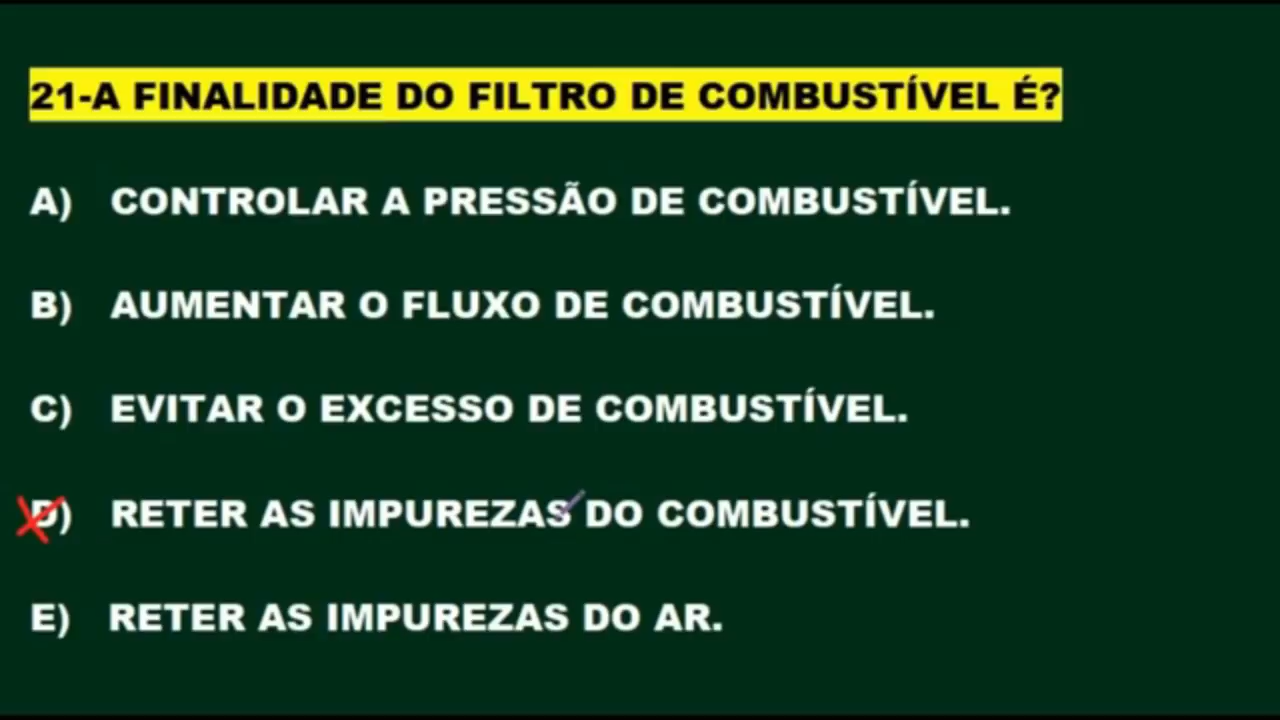 21-A FINALIDADE DO FILTRO DE COMBUSTÍVEL É?
A) CONTROLAR A PRESSÃO DE COMBUSTÍVEL.
B) AUMENTAR O FLUXO DE COMBUSTÍVEL.
C) EVITAR O EXCESSO DE COMBUSTÍVEL.
D) RETER AS IMPUREZAS DO COMBUSTÍVEL.
E) RETER AS IMPUREZAS DO AR.